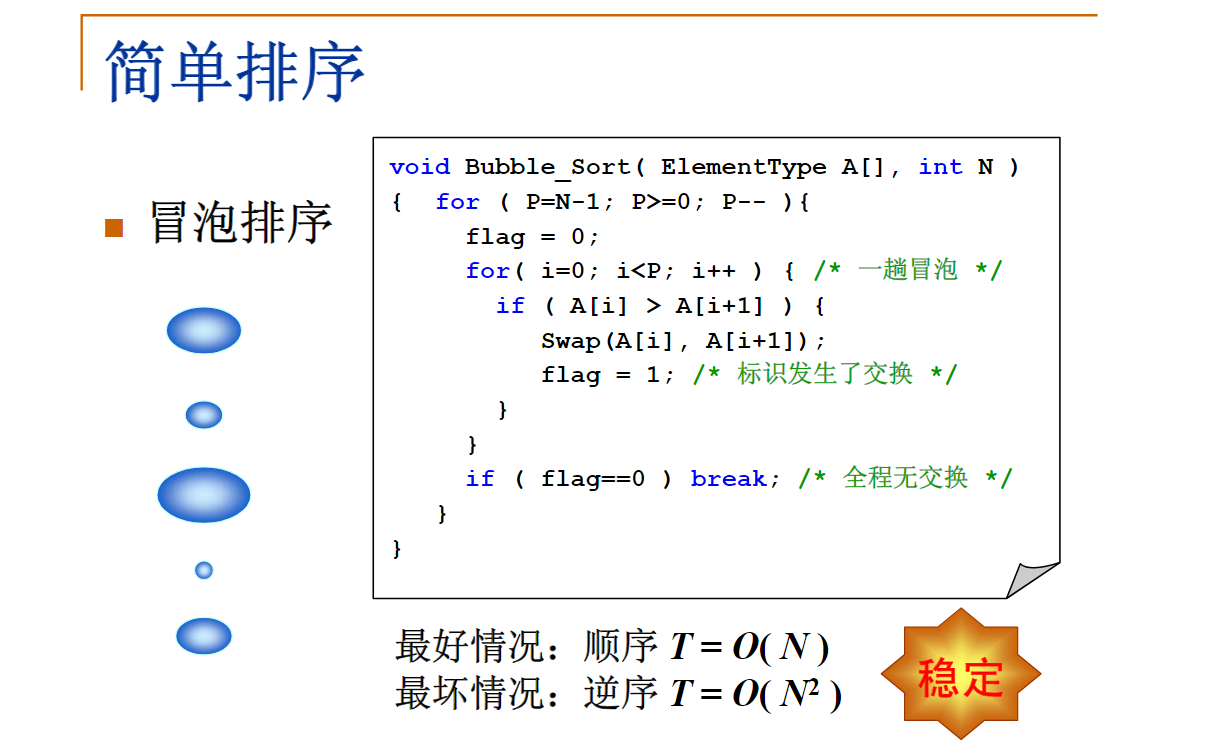 简单排序
冒泡排序
void Bubble_Sort( ElementType A[], int N )
{ for ( P=N-1; P>=0; P-- ){
flag = 0;
for( i=0; i<P; i++ ) { /* 一趟冒泡 */
if ( A[i] > A[i+1] ) {
Swap(A[i], A[i+1]);
flag = 1; /* 标识发生了交换 */
}
}
if ( flag==0 ) break; /* 全程无交换 */
}
}
最好情况：顺序 T = O( N )
最坏情况：逆序 T = O( N² )
稳定